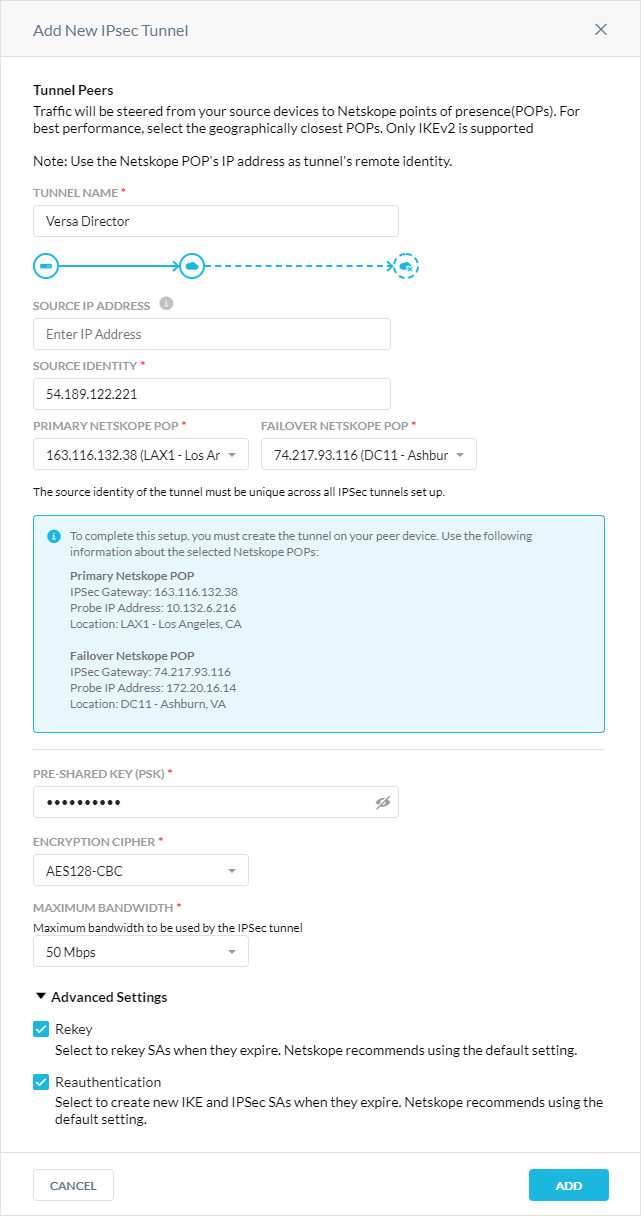 Add New IPsec Tunnel
Tunnel Peers
Traffic will be steered from your source devices to Netskope points of presence(POPs). For
best performance, select the geographically closest POPs. Only IKEv2 is supported
Note: Use the Netskope POP's IP address as tunnel's remote identity.
TUNNEL NAME *
Versa Director
SOURCE IP ADDRESS
Enter IP Address
SOURCE IDENTITY *
54.189.122.221
PRIMARY NETSKOPE POP * FAILOVER NETSKOPE POP *
163.116.132.38 (LAX1 - Los Ar 74.217.93.116 (DC11 - Ashbur
The source identity of the tunnel must be unique across all IPSec tunnels set up.
To complete this setup. you must create the tunnel on your peer device. Use the following
information about the selected Netskope POPs:
Primary Netskope POP
IPSec Gateway: 163.116.132.38
Probe IP Address: 10.132.6.216
Location: LAX1 - Los Angeles, CA
Failover Netskope POP
IPSec Gateway: 74.217.93.116
Probe IP Address: 172.20.16.14
Location: DC11 - Ashburn, VA
PRE-SHARED KEY (PSK) *
••••••••••
ENCRYPTION CIPHER *
AES128-CBC
MAXIMUM BANDWIDTH *
Maximum bandwidth to be used by the IPSec tunnel
50 Mbps
Advanced Settings
Rekey
Select to rekey SAs when they expire. Netskope recommends using the default setting.
Reauthentication
Select to create new IKE and IPSec SAs when they expire. Netskope recommends using the
default setting.
CANCEL ADD